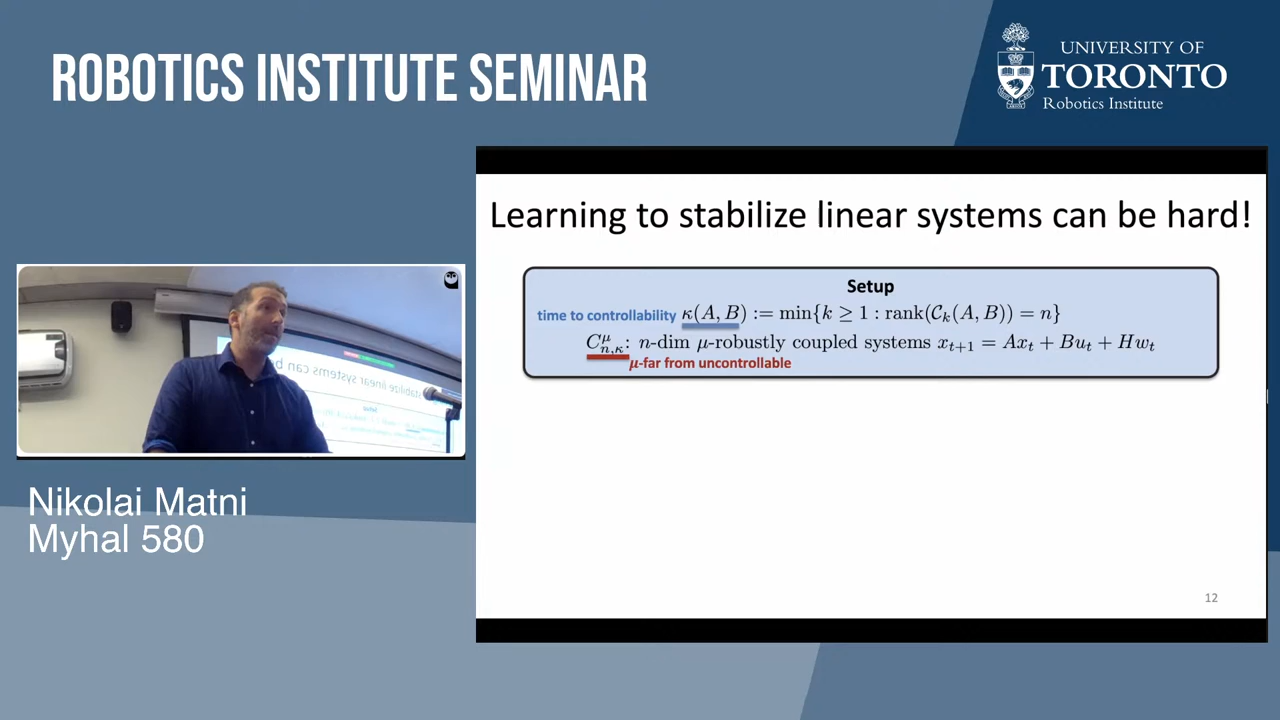 ROBOTICS INSTITUTE SEMINAR
UNIVERSITY OF
TORONTO
Robotics Institute
Learning to stabilize linear systems can be hard!
Setup
time to controllability κ(A, B) := min{k ≥ 1 : rank(𝒞ₖ(A, B)) = n}
C^μ_{n,κ}: n-dim μ-robustly coupled systems x_{t+1} = Ax_t + Bu_t + Hw_t
μ-far from uncontrollable
12
Nikolai Matni
Myhal 580